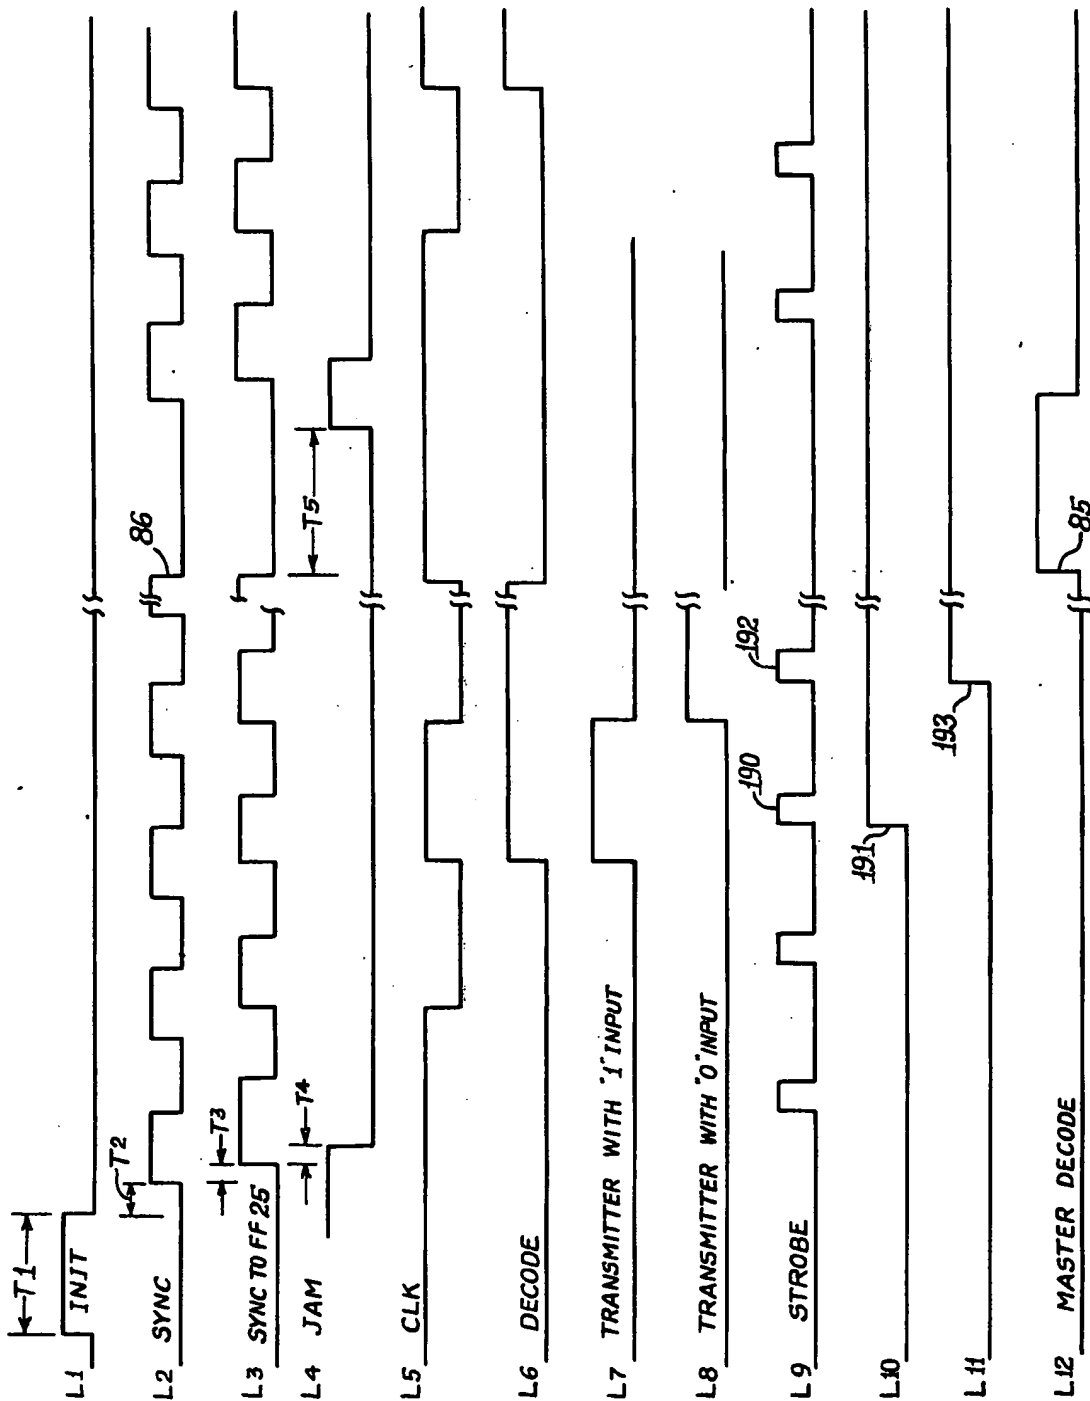 L1 INIT
T1
L2 SYNC
T2
86
L3 SYNC TO FF 25
T3
L4 JAM
T4
T5
L5 CLK
L6 DECODE
L7 TRANSMITTER WITH "1" INPUT
L8 TRANSMITTER WITH "0" INPUT
L9 STROBE
190
192
L10
191
L11
193
L12 MASTER DECODE
85